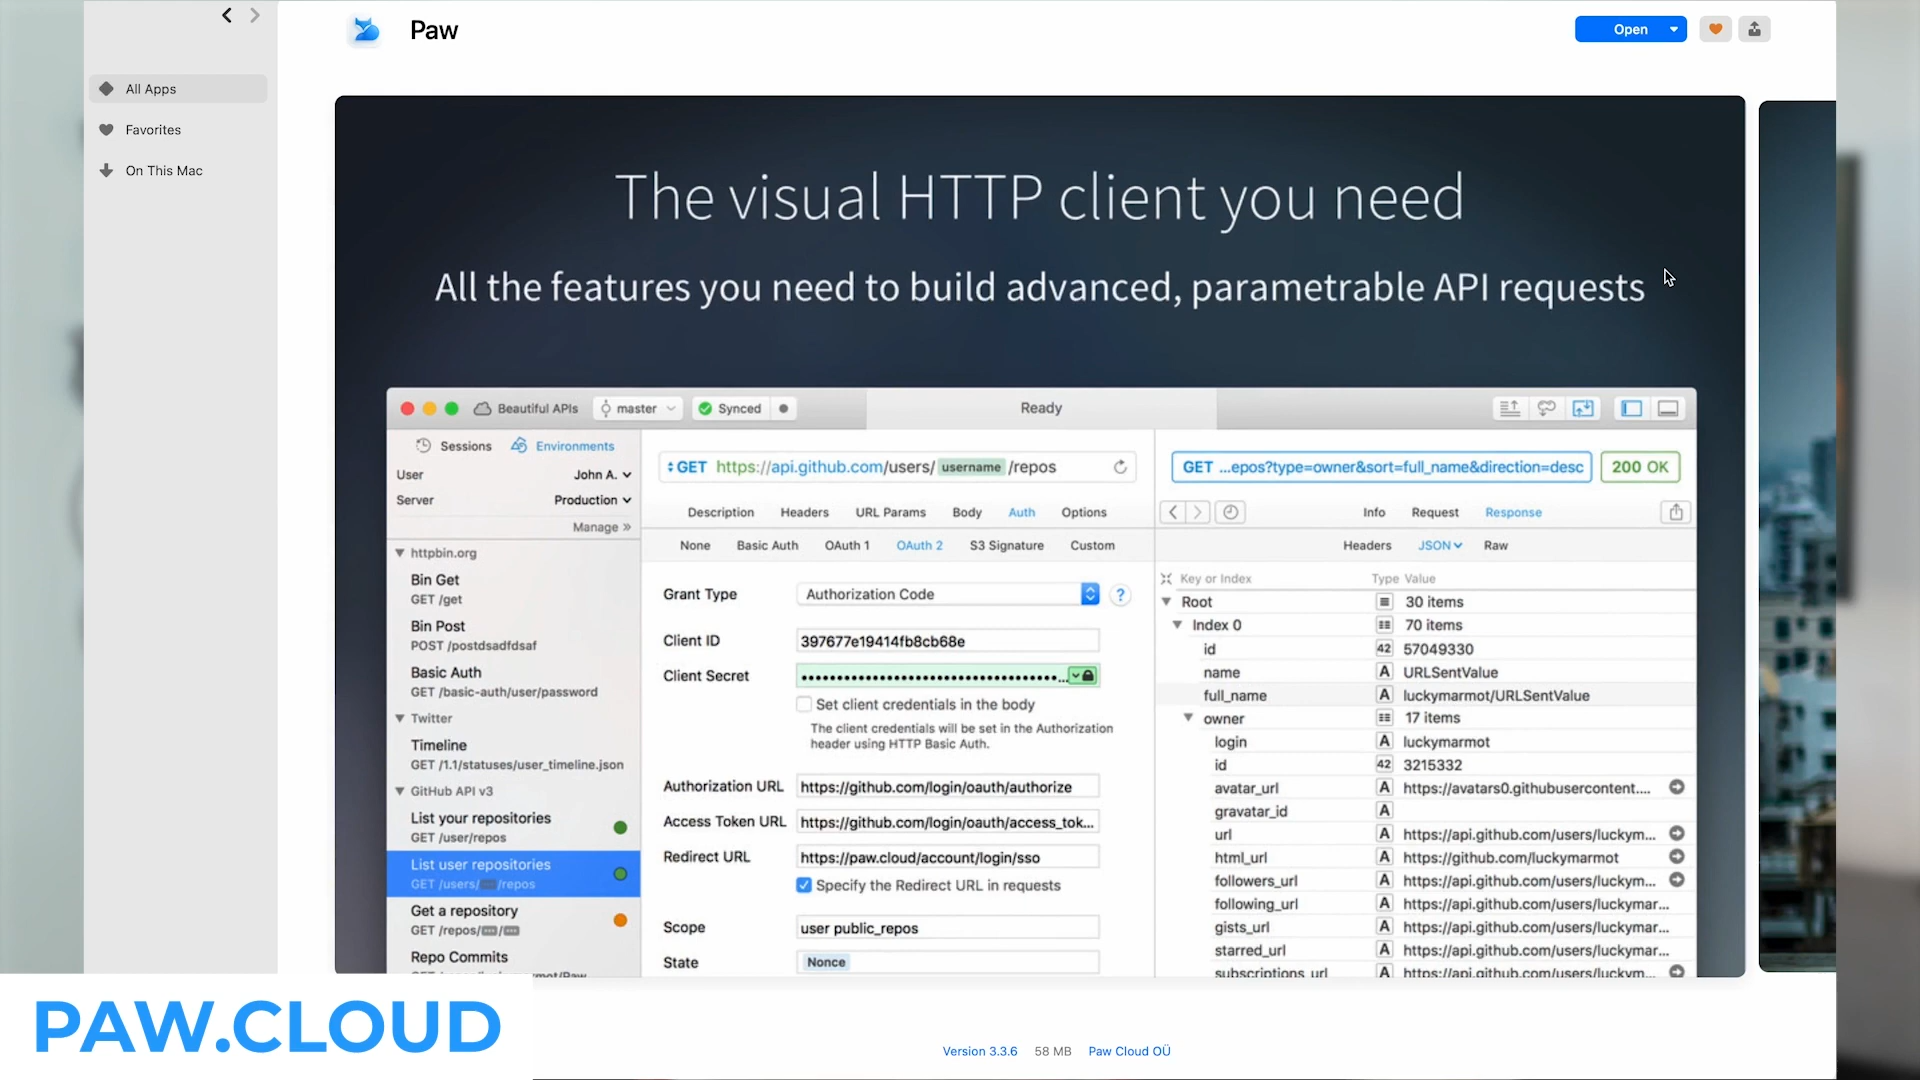 Paw
Open
All Apps
Favorites
On This Mac
The visual HTTP client you need
All the features you need to build advanced, parametrable API requests
Beautiful APIs
master
Synced
Ready
Sessions
Environments
User
John A.
Server
Production
Manage »
httpbin.org
Bin Get
GET /get
Bin Post
POST /postdsadfdsaf
Basic Auth
GET /basic-auth/user/password
Twitter
Timeline
GET /1.1/statuses/user_timeline.json
GitHub API v3
List your repositories
GET /user/repos
List user repositories
GET /users/ /repos
Get a repository
GET /repos/ /
Repo Commits
GET https://api.github.com/users/ username /repos
Description Headers URL Params Body Auth Options
None Basic Auth OAuth 1 OAuth 2 S3 Signature Custom
Grant Type Authorization Code ?
Client ID 397677e19414fb8cb68e
Client Secret ••••••••••••••••••••••••••••••••••••...
Set client credentials in the body
The client credentials will be set in the Authorization
header using HTTP Basic Auth.
Authorization URL https://github.com/login/oauth/authorize
Access Token URL https://github.com/login/oauth/access_tok...
Redirect URL https://paw.cloud/account/login/sso
Specify the Redirect URL in requests
Scope user public_repos
State Nonce
GET ...epos?type=owner&sort=full_name&direction=desc 200 OK
Info Request Response
Headers JSON Raw
Key or Index Type Value
Root 30 items
Index 0 70 items
id 42 57049330
name A URLSentValue
full_name A luckymarmot/URLSentValue
owner 17 items
login A luckymarmot
id 42 3215332
avatar_url A https://avatars0.githubusercontent....
gravatar_id A
url A https://api.github.com/users/luckym...
html_url A https://github.com/luckymarmot
followers_url A https://api.github.com/users/luckym...
following_url A https://api.github.com/users/luckymar...
gists_url A https://api.github.com/users/luckymar...
starred_url A https://api.github.com/users/luckymar...
subscriptions_url A https://api.github.com/users/luckym...
PAW.CLOUD
Version 3.3.6 58 MB Paw Cloud OÜ